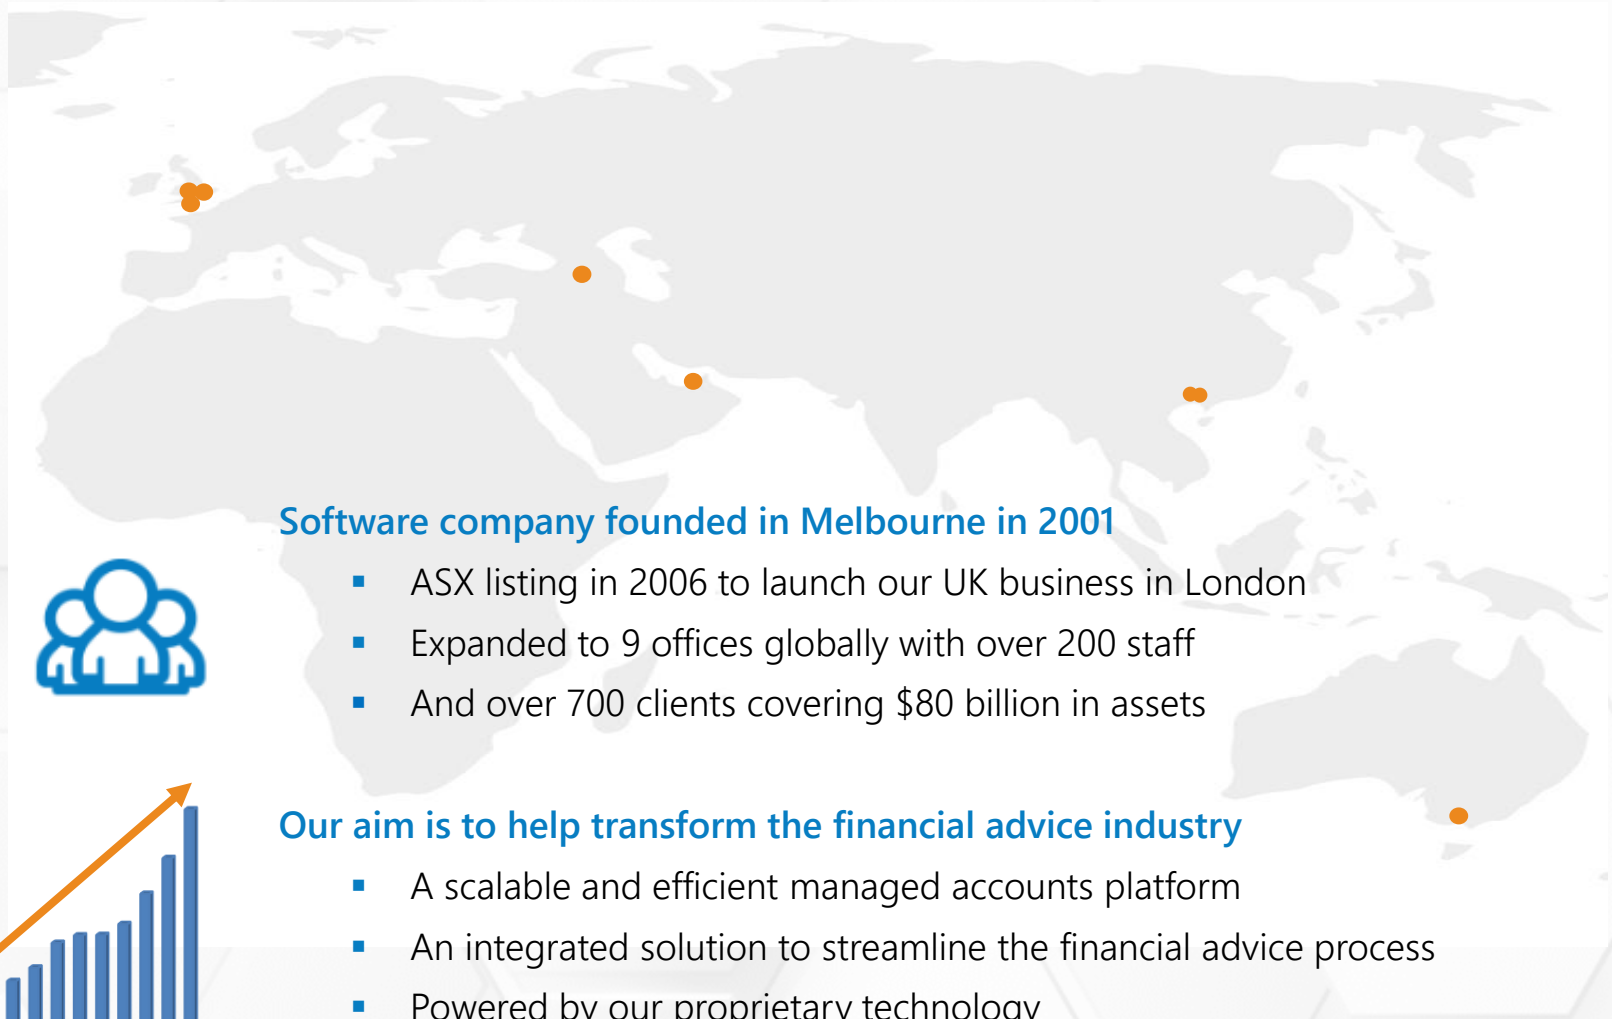 Software company founded in Melbourne in 2001
▪ ASX listing in 2006 to launch our UK business in London
▪ Expanded to 9 offices globally with over 200 staff
▪ And over 700 clients covering $80 billion in assets
Our aim is to help transform the financial advice industry
▪ A scalable and efficient managed accounts platform
▪ An integrated solution to streamline the financial advice process
▪ Powered by our proprietary technology